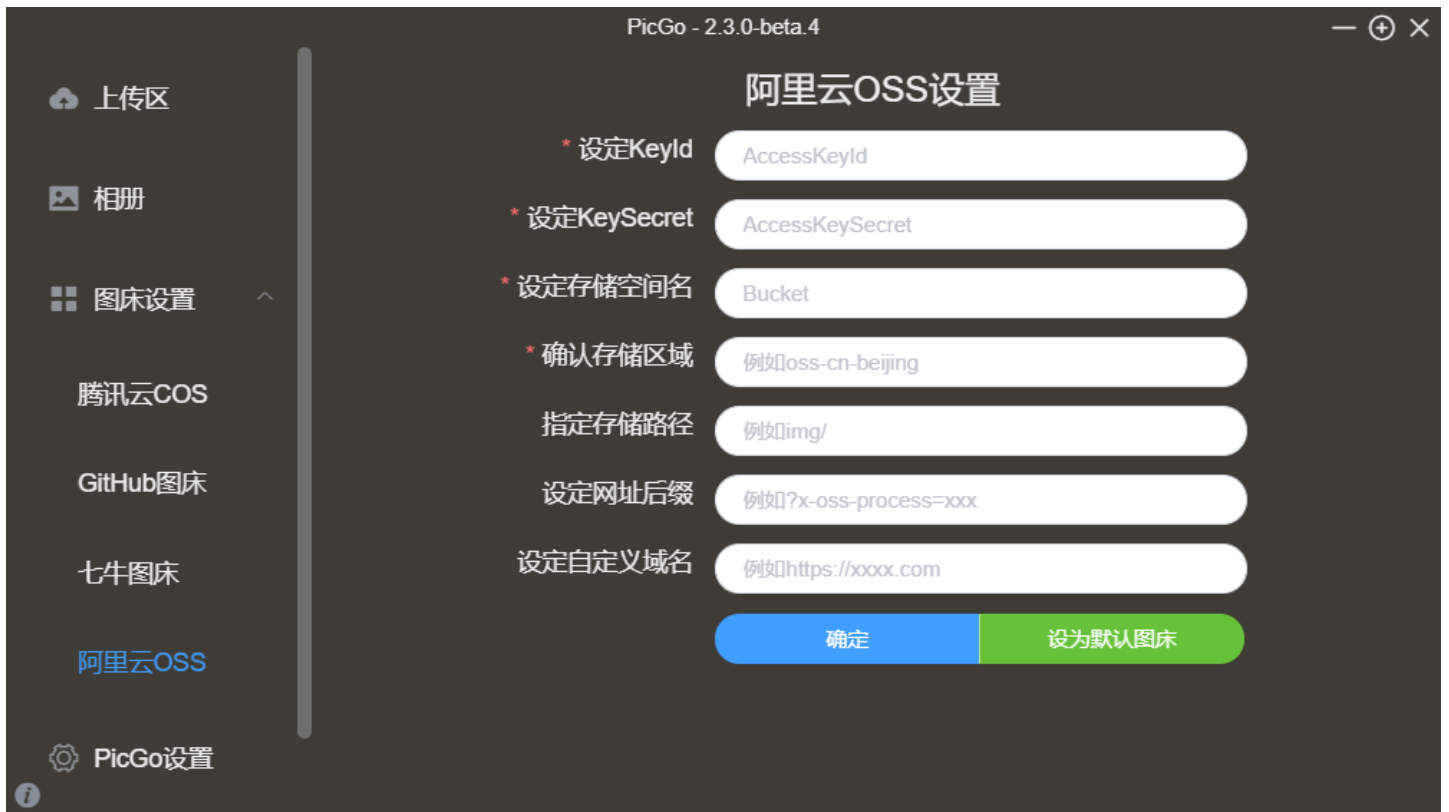 PicGo - 2.3.0-beta.4
上传区
相册
图床设置
腾讯云COS
GitHub图床
七牛图床
阿里云OSS
PicGo设置
阿里云OSS设置
* 设定KeyId AccessKeyId
* 设定KeySecret AccessKeySecret
* 设定存储空间名 Bucket
* 确认存储区域 例如oss-cn-beijing
指定存储路径 例如img/
设定网址后缀 例如?x-oss-process=xxx
设定自定义域名 例如https://xxxx.com
确定 设为默认图床